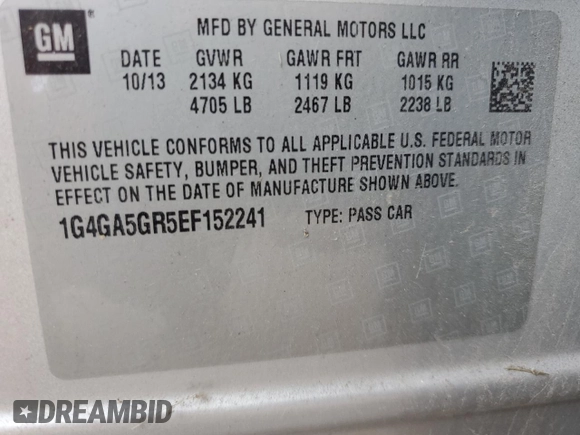 GM
MFD BY GENERAL MOTORS LLC
DATE GVWR GAWR FRT GAWR RR
10/13 2134 KG 1119 KG 1015 KG
4705 LB 2467 LB 2238 LB
THIS VEHICLE CONFORMS TO ALL APPLICABLE U.S. FEDERAL MOTOR
VEHICLE SAFETY, BUMPER, AND THEFT PREVENTION STANDARDS IN
EFFECT ON THE DATE OF MANUFACTURE SHOWN ABOVE.
1G4GA5GR5EF152241 TYPE: PASS CAR
DREAMBID